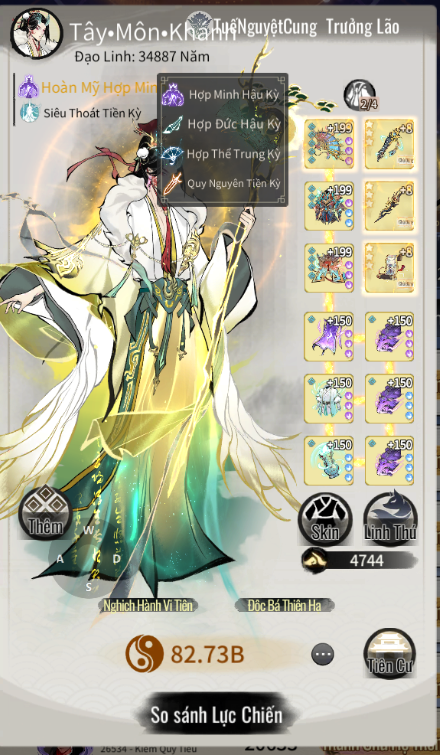 Tây•Môn•Khánh
TuếNguyệtCung Trưởng Lão
Đạo Linh: 34887 Năm
Hoàn Mỹ Hợp Min
Siêu Thoát Tiền Kỳ
Hợp Minh Hậu Kỳ
Hợp Đức Hậu Kỳ
Hợp Thể Trung Kỳ
Quy Nguyên Tiền Kỳ
2/4
+199
+8
+199
+8
+199
+8
+150
+150
+150
+150
+150
+150
Thêm
W
A
D
S
Skin
Linh Thú
4744
Nghịch Hành Vi Tiên
Độc Bá Thiên Hạ
82.73B
Tiên Cư
So sánh Lực Chiến